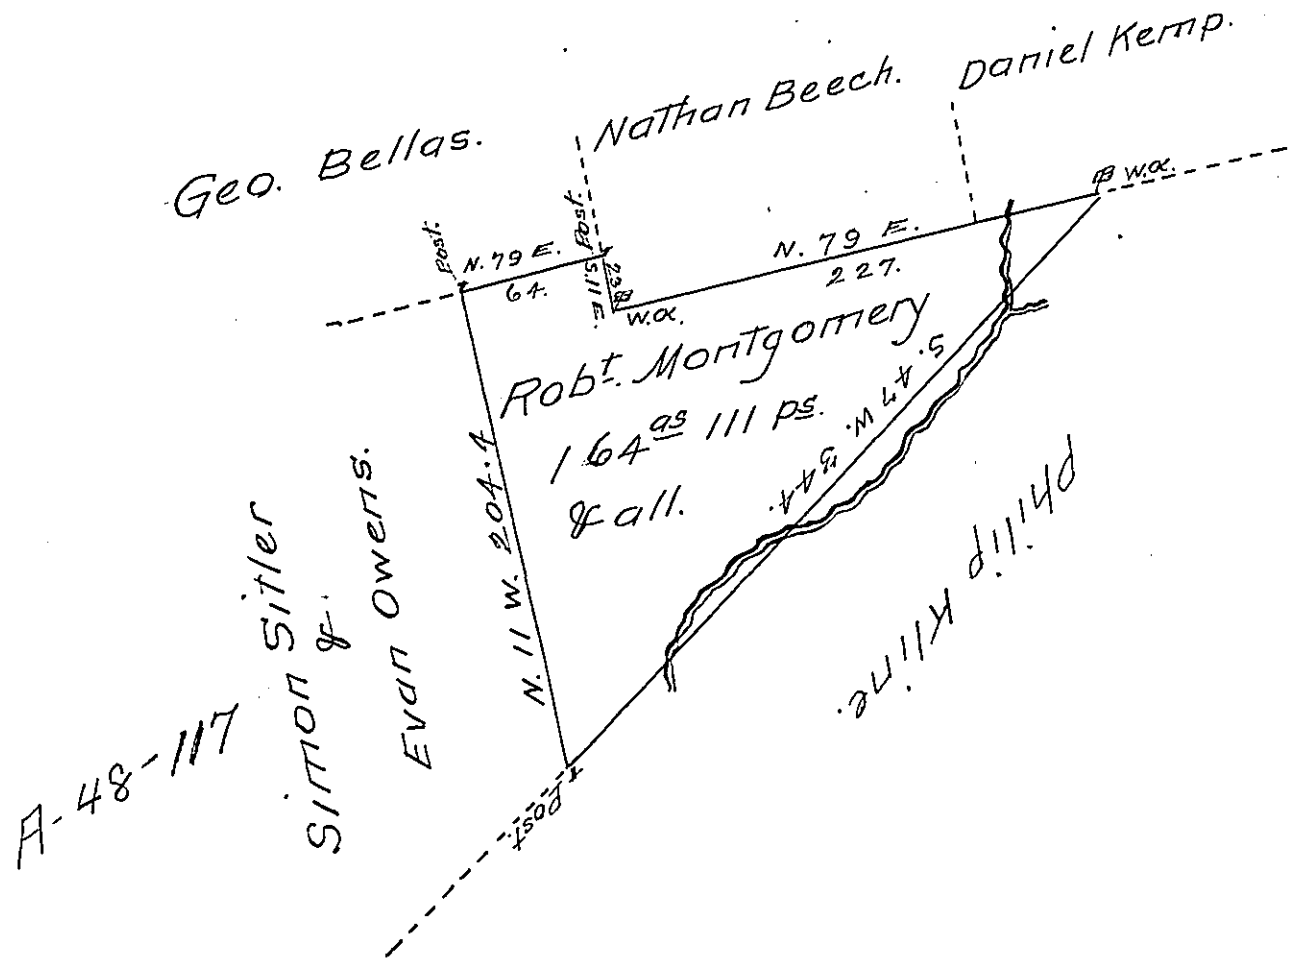 Geo. Bellas.
Nathan Beech.
Daniel Kemp.
Post.
N. 79 E.
64.
Post.
S. 11 E.
23
W.O.
N. 79 E.
227.
W.O.
Robt. Montgomery
164 as 111 ps.
& all.
S. 47 W. 344.
N. 11 W. 204.4
Simon Sitler
&
Evan Owens.
Philip Kline.
Post.
A-48-117